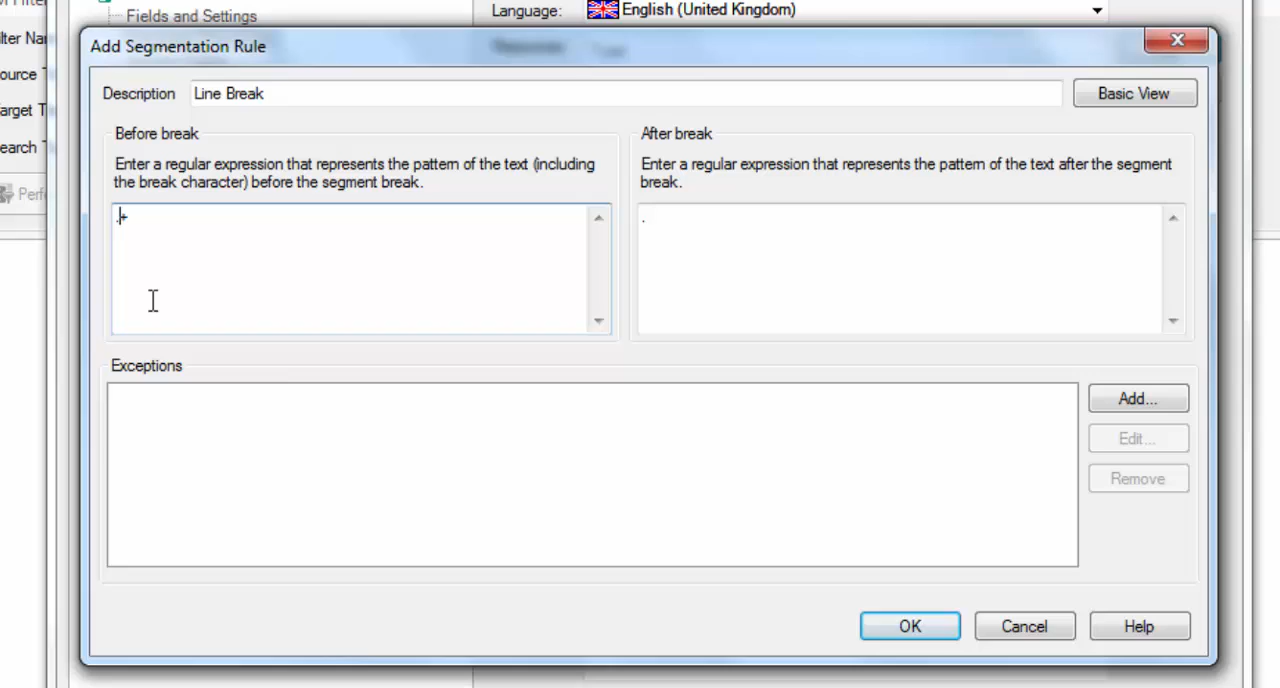 Fields and Settings
Language:
English (United Kingdom)
Add Segmentation Rule
Description
Line Break
Basic View
Before break
Enter a regular expression that represents the pattern of the text (including
the break character) before the segment break.
.+
After break
Enter a regular expression that represents the pattern of the text after the segment
break.
.
Exceptions
Add...
Edit...
Remove
OK
Cancel
Help